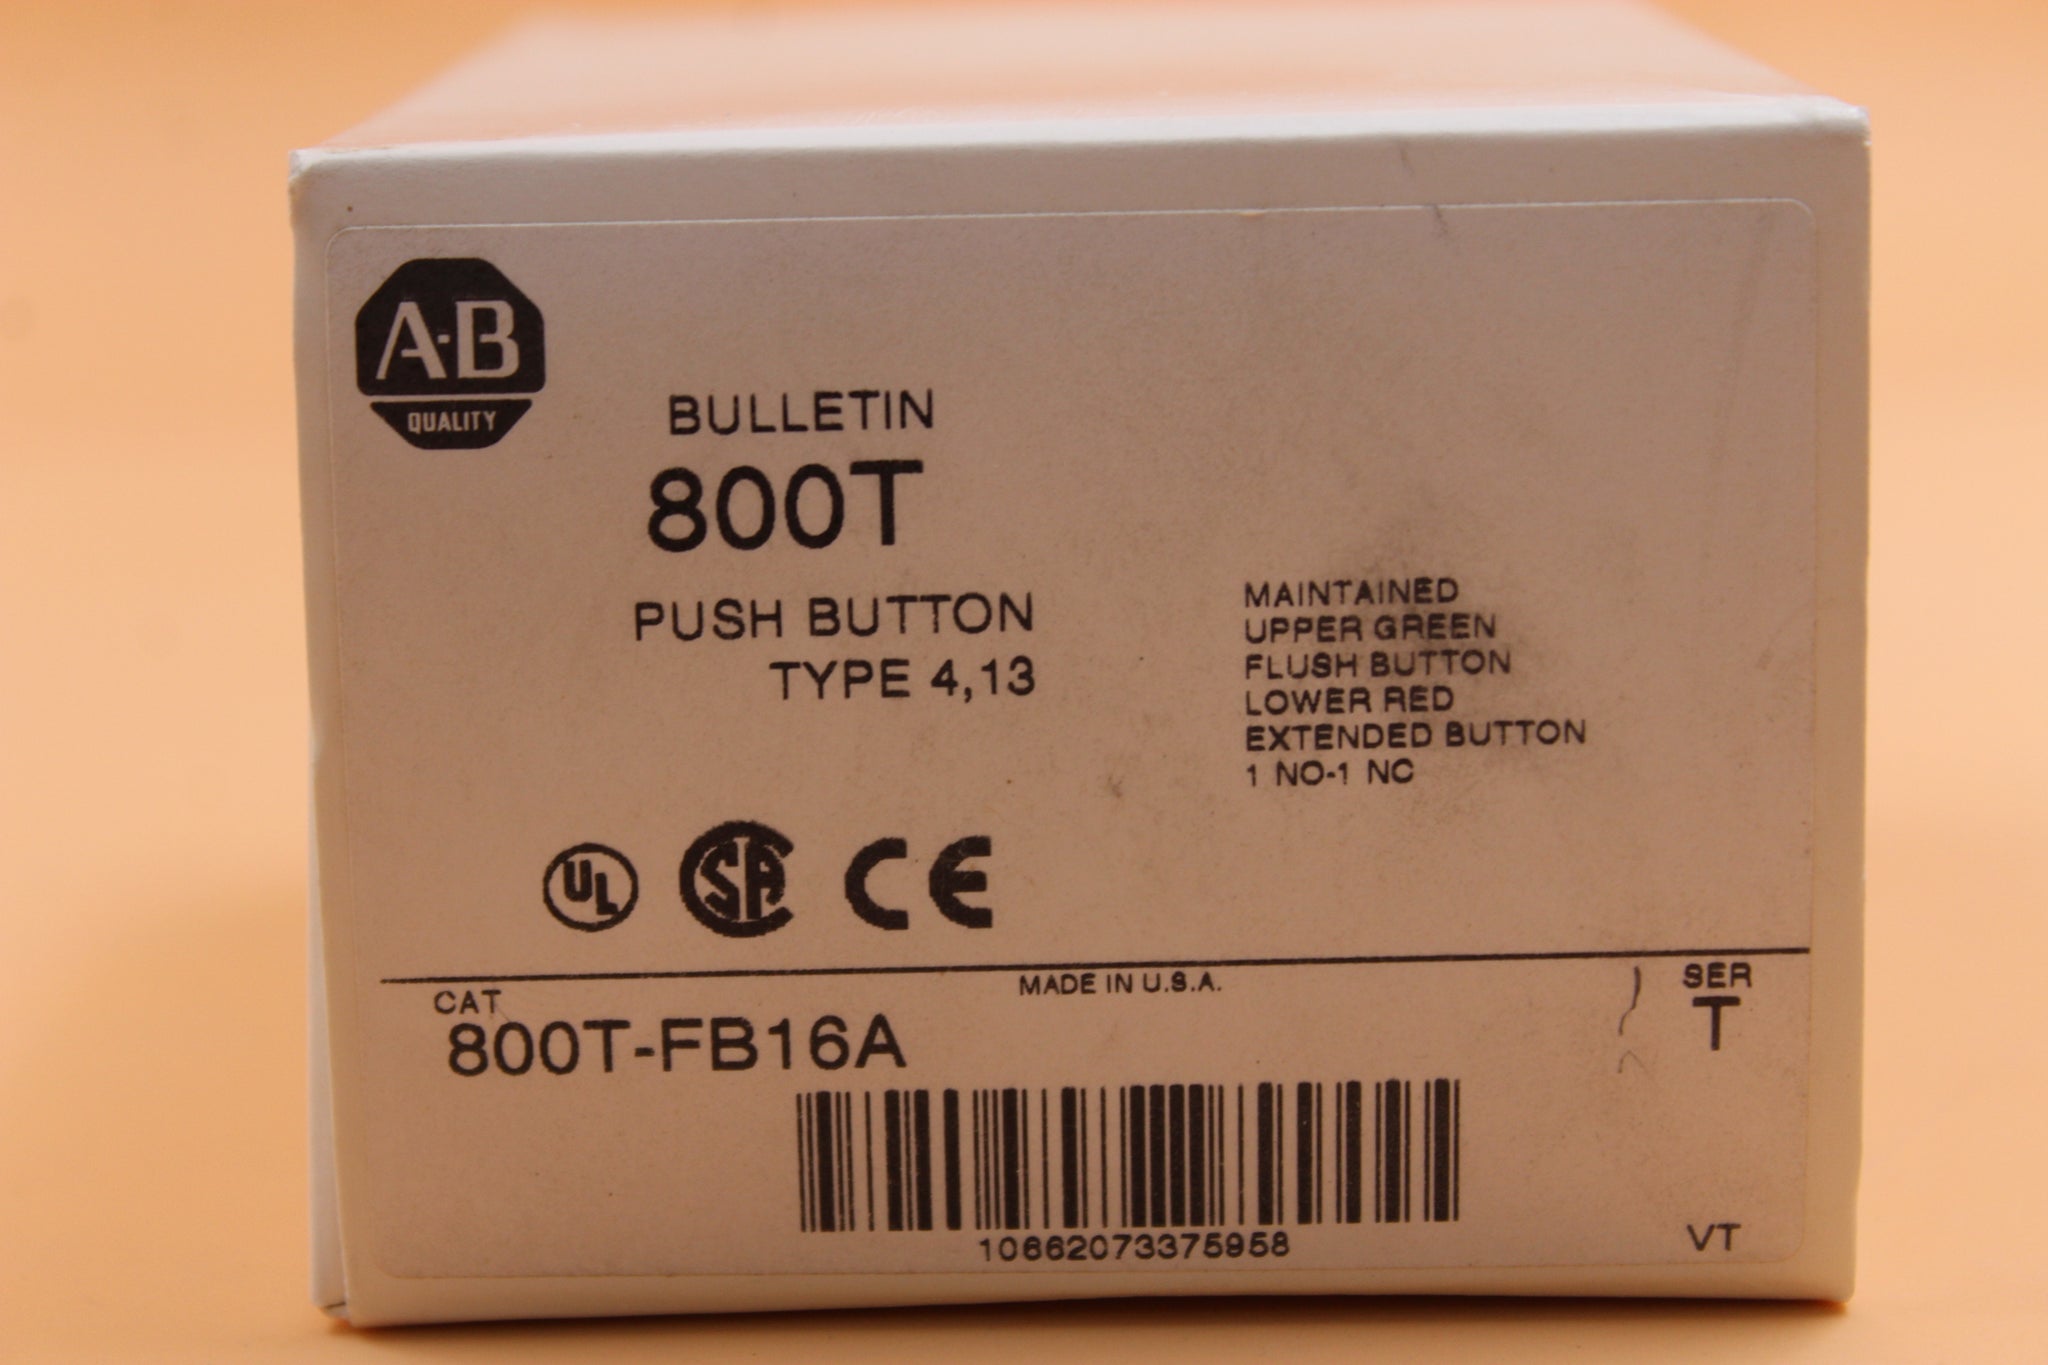 A-B
QUALITY
BULLETIN
800T
PUSH BUTTON
TYPE 4,13
MAINTAINED
UPPER GREEN
FLUSH BUTTON
LOWER RED
EXTENDED BUTTON
1 NO-1 NC
UL
CSA
CE
MADE IN U.S.A.
CAT
800T-FB16A
SER
T
10662073375958
VT